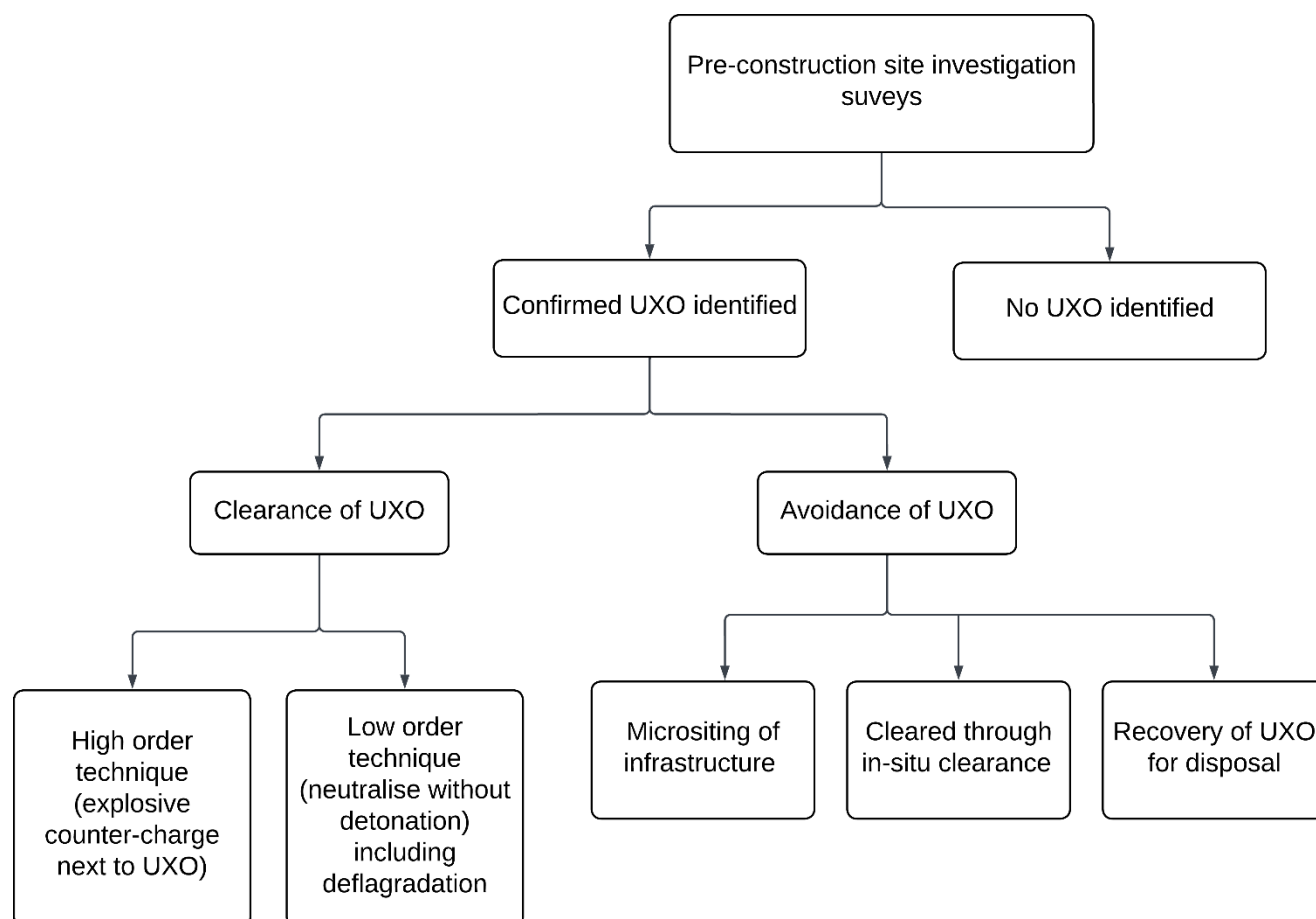 Pre-construction site investigation
suveys
Confirmed UXO identified
No UXO identified
Clearance of UXO
Avoidance of UXO
High order
technique
(explosive
counter-charge
next to UXO)
Low order
technique
(neutralise without
detonation)
including
deflagradation
Micrositing of
infrastructure
Cleared through
in-situ clearance
Recovery of UXO
for disposal